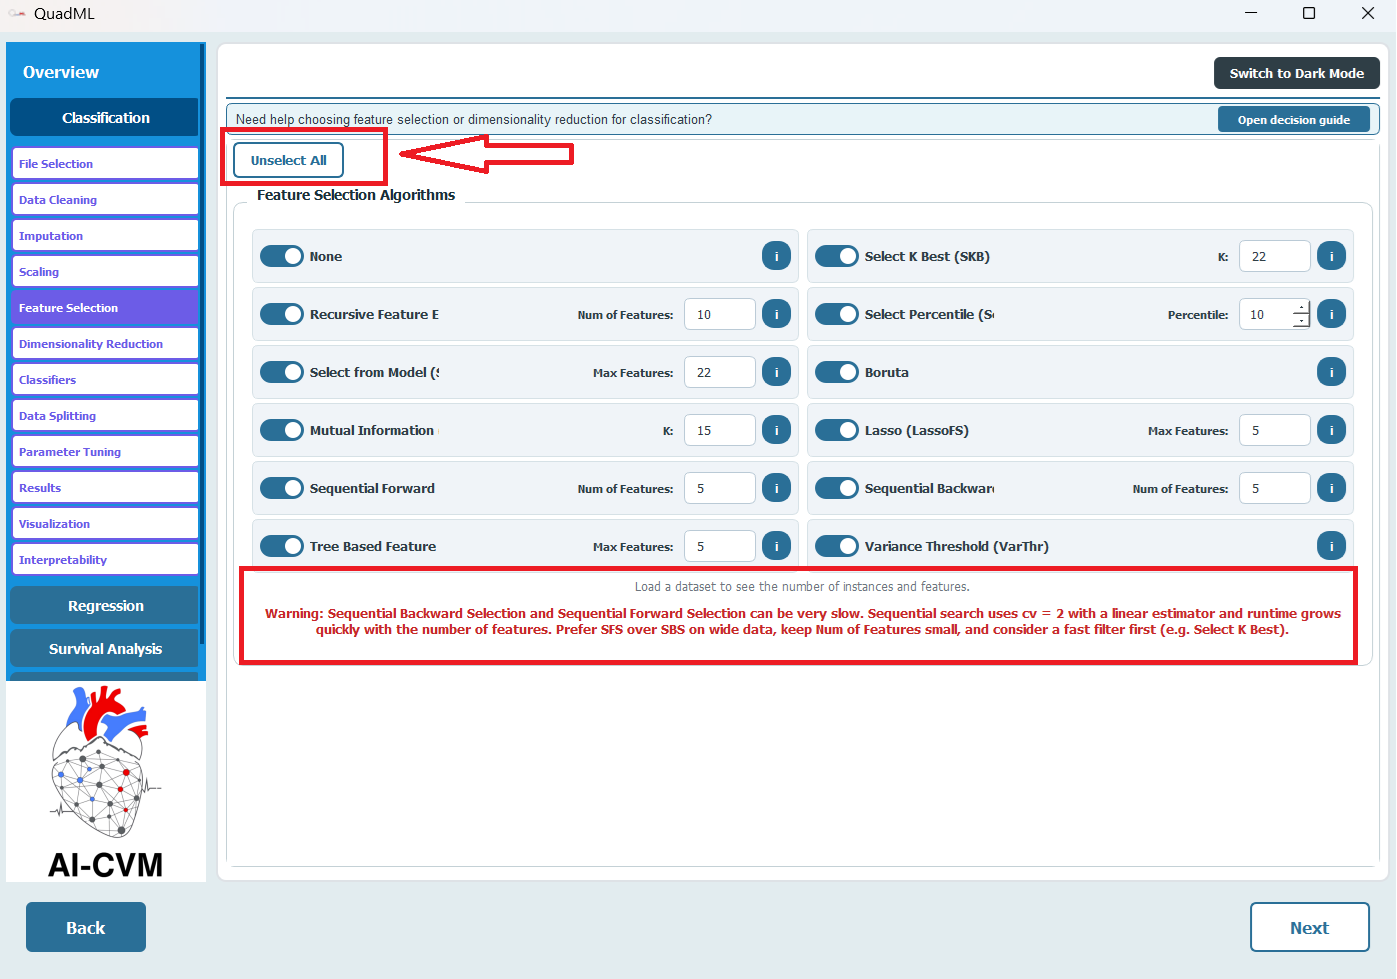 QuadML
Overview
Classification
File Selection
Data Cleaning
Imputation
Scaling
Feature Selection
Dimensionality Reduction
Classifiers
Data Splitting
Parameter Tuning
Results
Visualization
Interpretability
Regression
Survival Analysis
AI-CVM
Switch to Dark Mode
Need help choosing feature selection or dimensionality reduction for classification?
Open decision guide
Unselect All
Feature Selection Algorithms
None i
Select K Best (SKB) K: 22 i
Recursive Feature E Num of Features: 10 i
Select Percentile (Se Percentile: 10 i
Select from Model (S Max Features: 22 i
Boruta i
Mutual Information K: 15 i
Lasso (LassoFS) Max Features: 5 i
Sequential Forward Num of Features: 5 i
Sequential Backward Num of Features: 5 i
Tree Based Feature Max Features: 5 i
Variance Threshold (VarThr) i
Load a dataset to see the number of instances and features.
Warning: Sequential Backward Selection and Sequential Forward Selection can be very slow. Sequential search uses cv = 2 with a linear estimator and runtime grows
quickly with the number of features. Prefer SFS over SBS on wide data, keep Num of Features small, and consider a fast filter first (e.g. Select K Best).
Back
Next